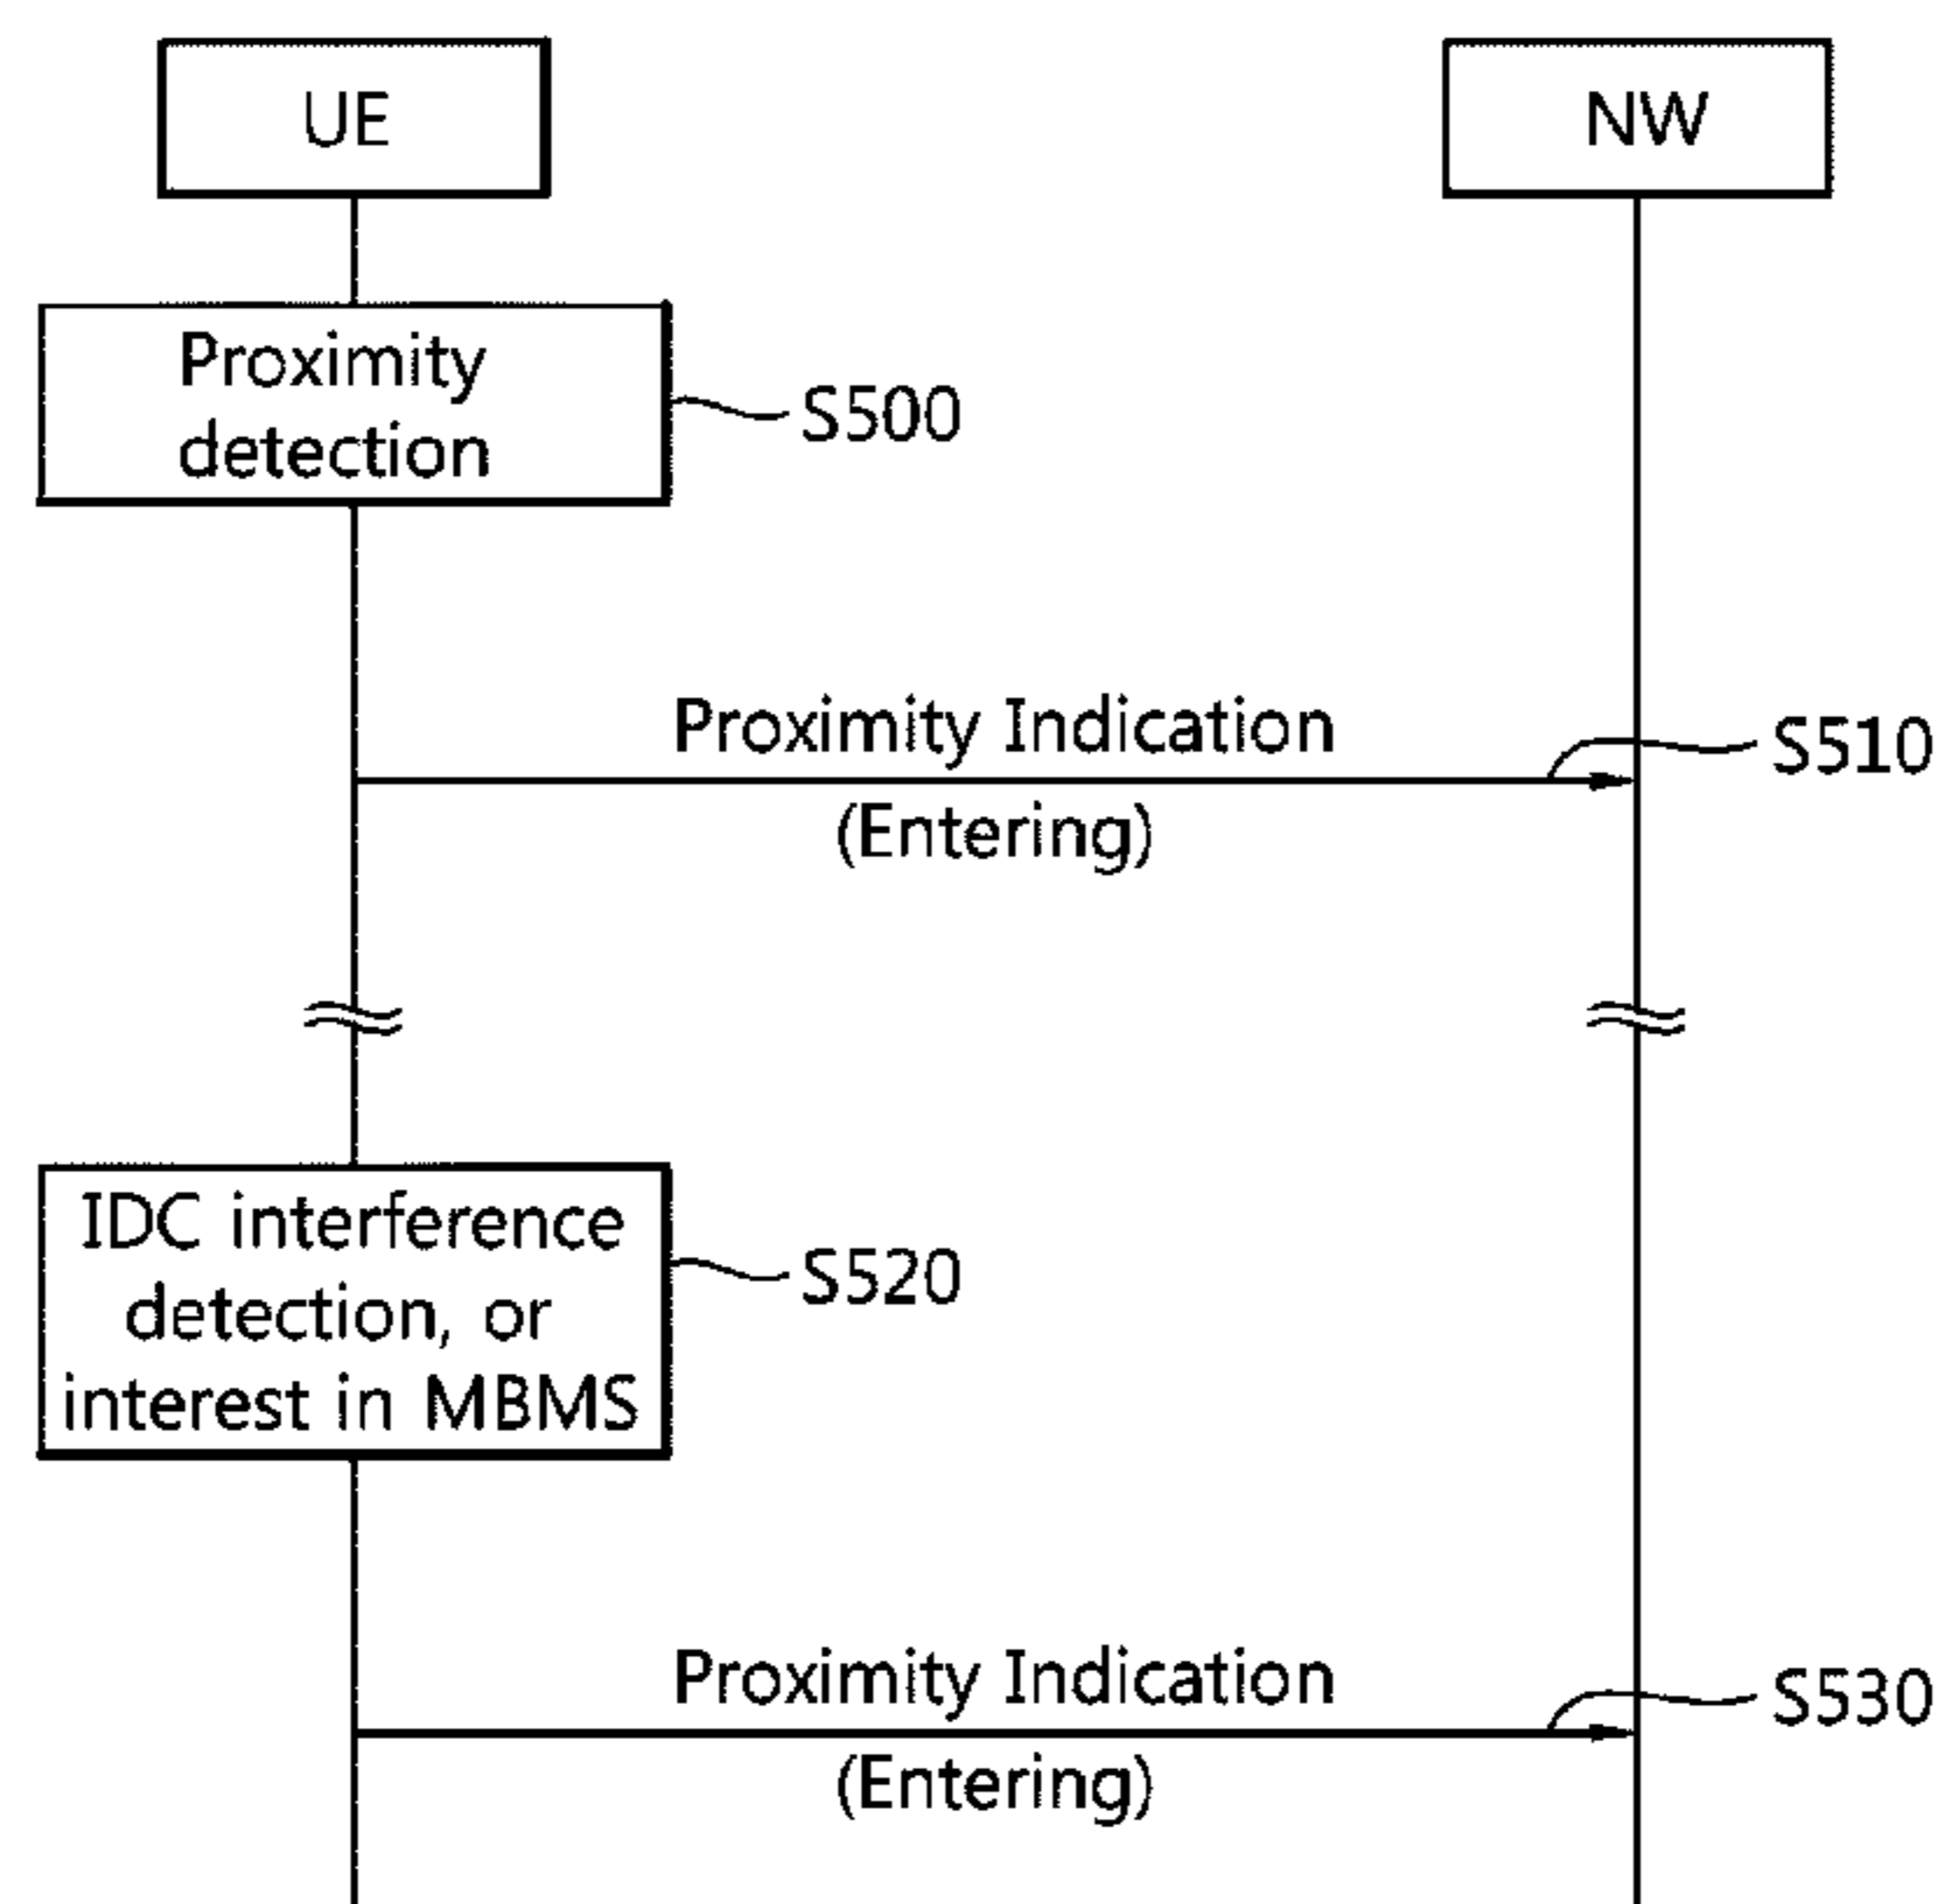 UE
NW
Proximity
detection
S500
Proximity Indication
S510
(Entering)
IDC interference
detection, or
interest in MBMS
S520
Proximity Indication
S530
(Entering)